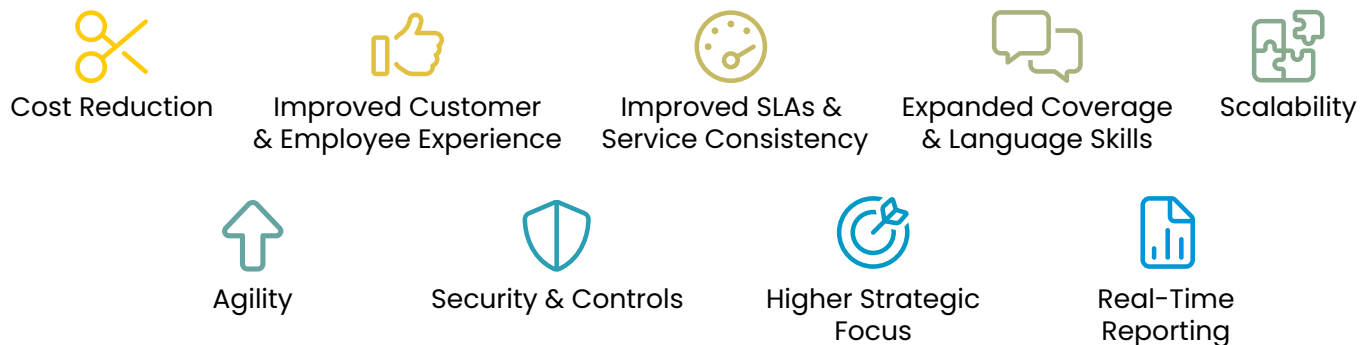 Cost Reduction
Improved Customer
& Employee Experience
Improved SLAs &
Service Consistency
Expanded Coverage
& Language Skills
Scalability
Agility
Security & Controls
Higher Strategic
Focus
Real-Time
Reporting